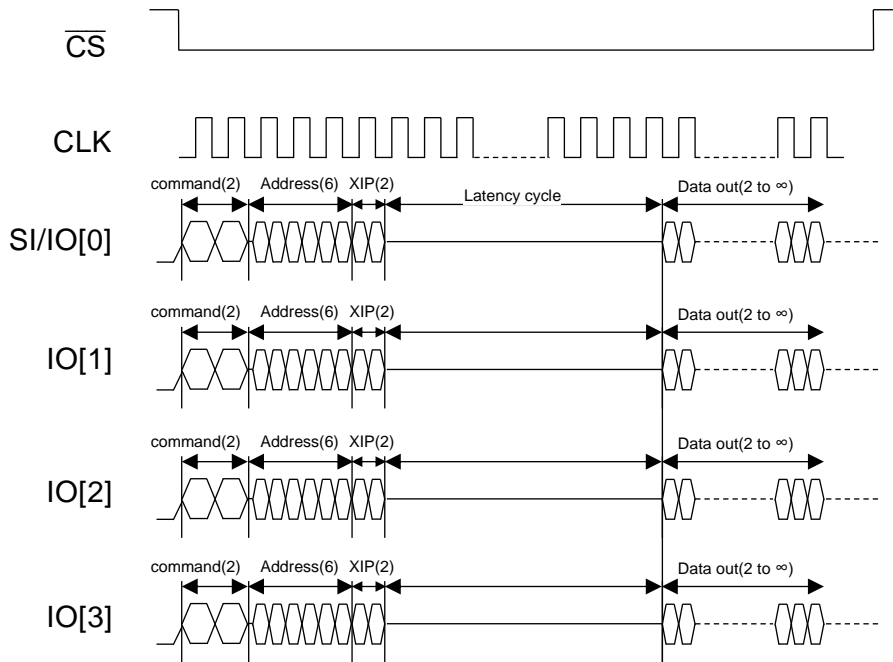 CS
CLK
command(2) Address(6) XIP(2) Latency cycle Data out(2 to ∞)
SI/IO[0]
command(2) Address(6) XIP(2) Data out(2 to ∞)
IO[1]
command(2) Address(6) XIP(2) Data out(2 to ∞)
IO[2]
command(2) Address(6) XIP(2) Data out(2 to ∞)
IO[3]